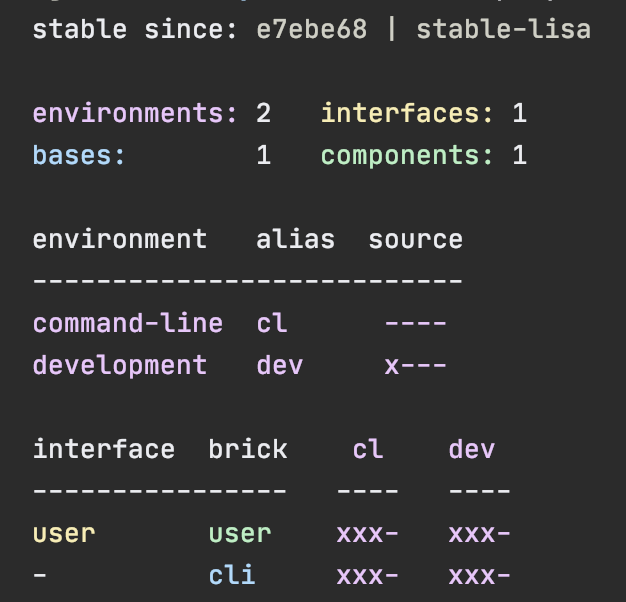 stable since: e7ebe68 | stable-lisa
environments: 2   interfaces: 1
bases:        1   components: 1
environment   alias  source
---------------------------
command-line  cl      ----
development   dev     x---
interface  brick    cl    dev
----------------   ----   ----
user       user    xxx-   xxx-
-          cli     xxx-   xxx-